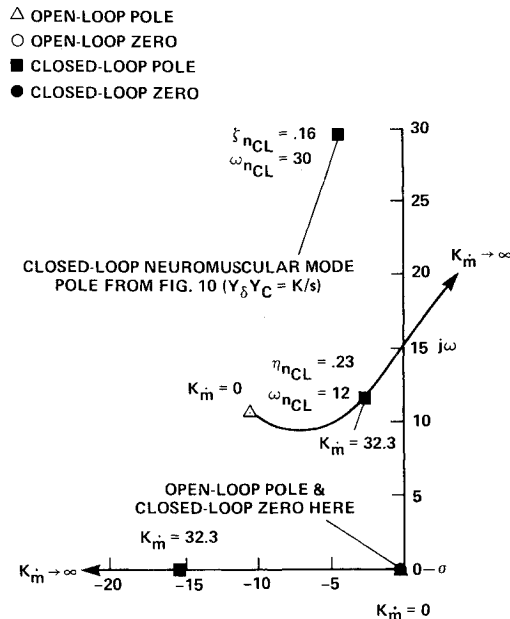 △ OPEN-LOOP POLE
○ OPEN-LOOP ZERO
■ CLOSED-LOOP POLE
● CLOSED-LOOP ZERO
ζnCL = .16
ωnCL = 30
30
25
CLOSED-LOOP NEUROMUSCULAR MODE
POLE FROM FIG. 10 (YδYC = K/s)
20
Kṁ→∞
15
jω
ηnCL = .23
ωnCL = 12
Kṁ = 0
10
Kṁ = 32.3
OPEN-LOOP POLE &
CLOSED-LOOP ZERO HERE
5
Kṁ = 32.3
Kṁ→∞
0
σ
−20 −15 −10 −5
Kṁ = 0